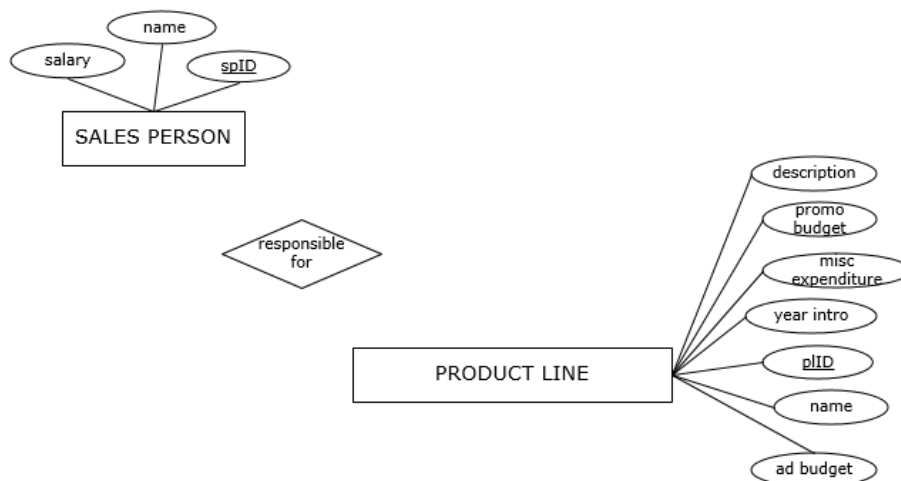 name
salary
spID
SALES PERSON
description
promo
budget
responsible
for
misc
expenditure
year intro
plID
PRODUCT LINE
name
ad budget